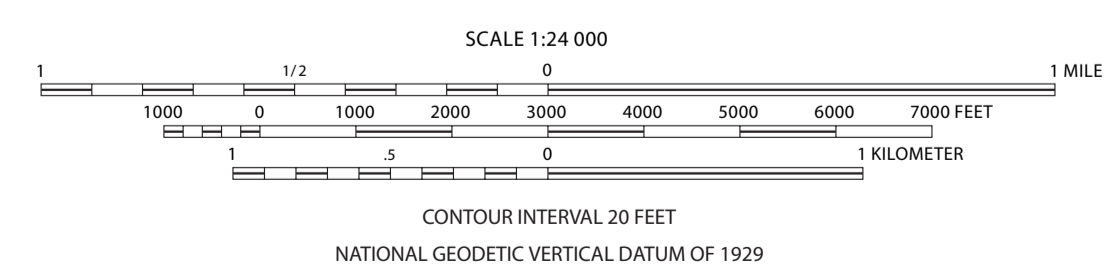 SCALE 1:24 000
1 1/2 0 1 MILE
1000 0 1000 2000 3000 4000 5000 6000 7000 FEET
1 .5 0 1 KILOMETER
CONTOUR INTERVAL 20 FEET
NATIONAL GEODETIC VERTICAL DATUM OF 1929